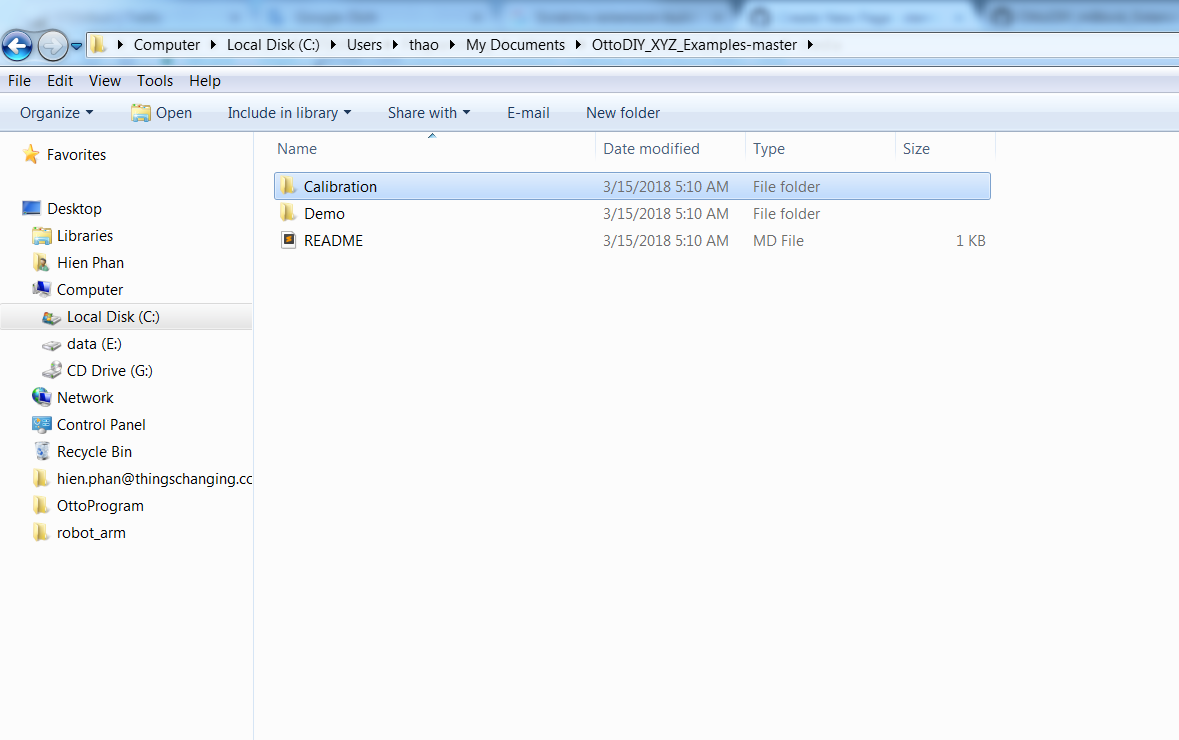 Computer Local Disk (C:) Users thao My Documents OttoDIY_XYZ_Examples-master
File Edit View Tools Help
Organize Open Include in library Share with E-mail New folder
Name Date modified Type Size
Favorites
Desktop
Libraries
Hien Phan
Computer
Local Disk (C:)
data (E:)
CD Drive (G:)
Network
Control Panel
Recycle Bin
hien.phan@thingschanging.cc
OttoProgram
robot_arm
Calibration 3/15/2018 5:10 AM File folder
Demo 3/15/2018 5:10 AM File folder
README 3/15/2018 5:10 AM MD File 1 KB